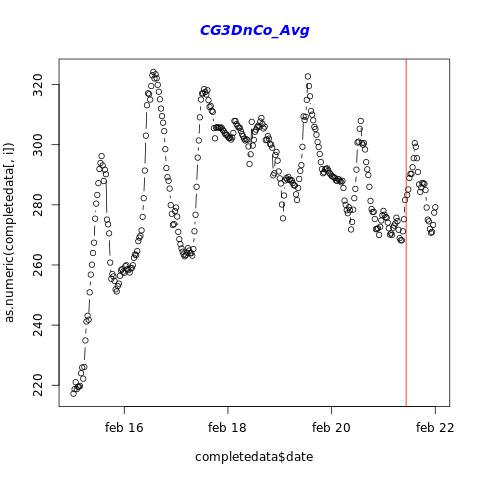 CG3DnCo_Avg
as.numeric(completedata[, i])
320
300
280
260
240
220
feb 16
feb 18
feb 20
feb 22
completedata$date